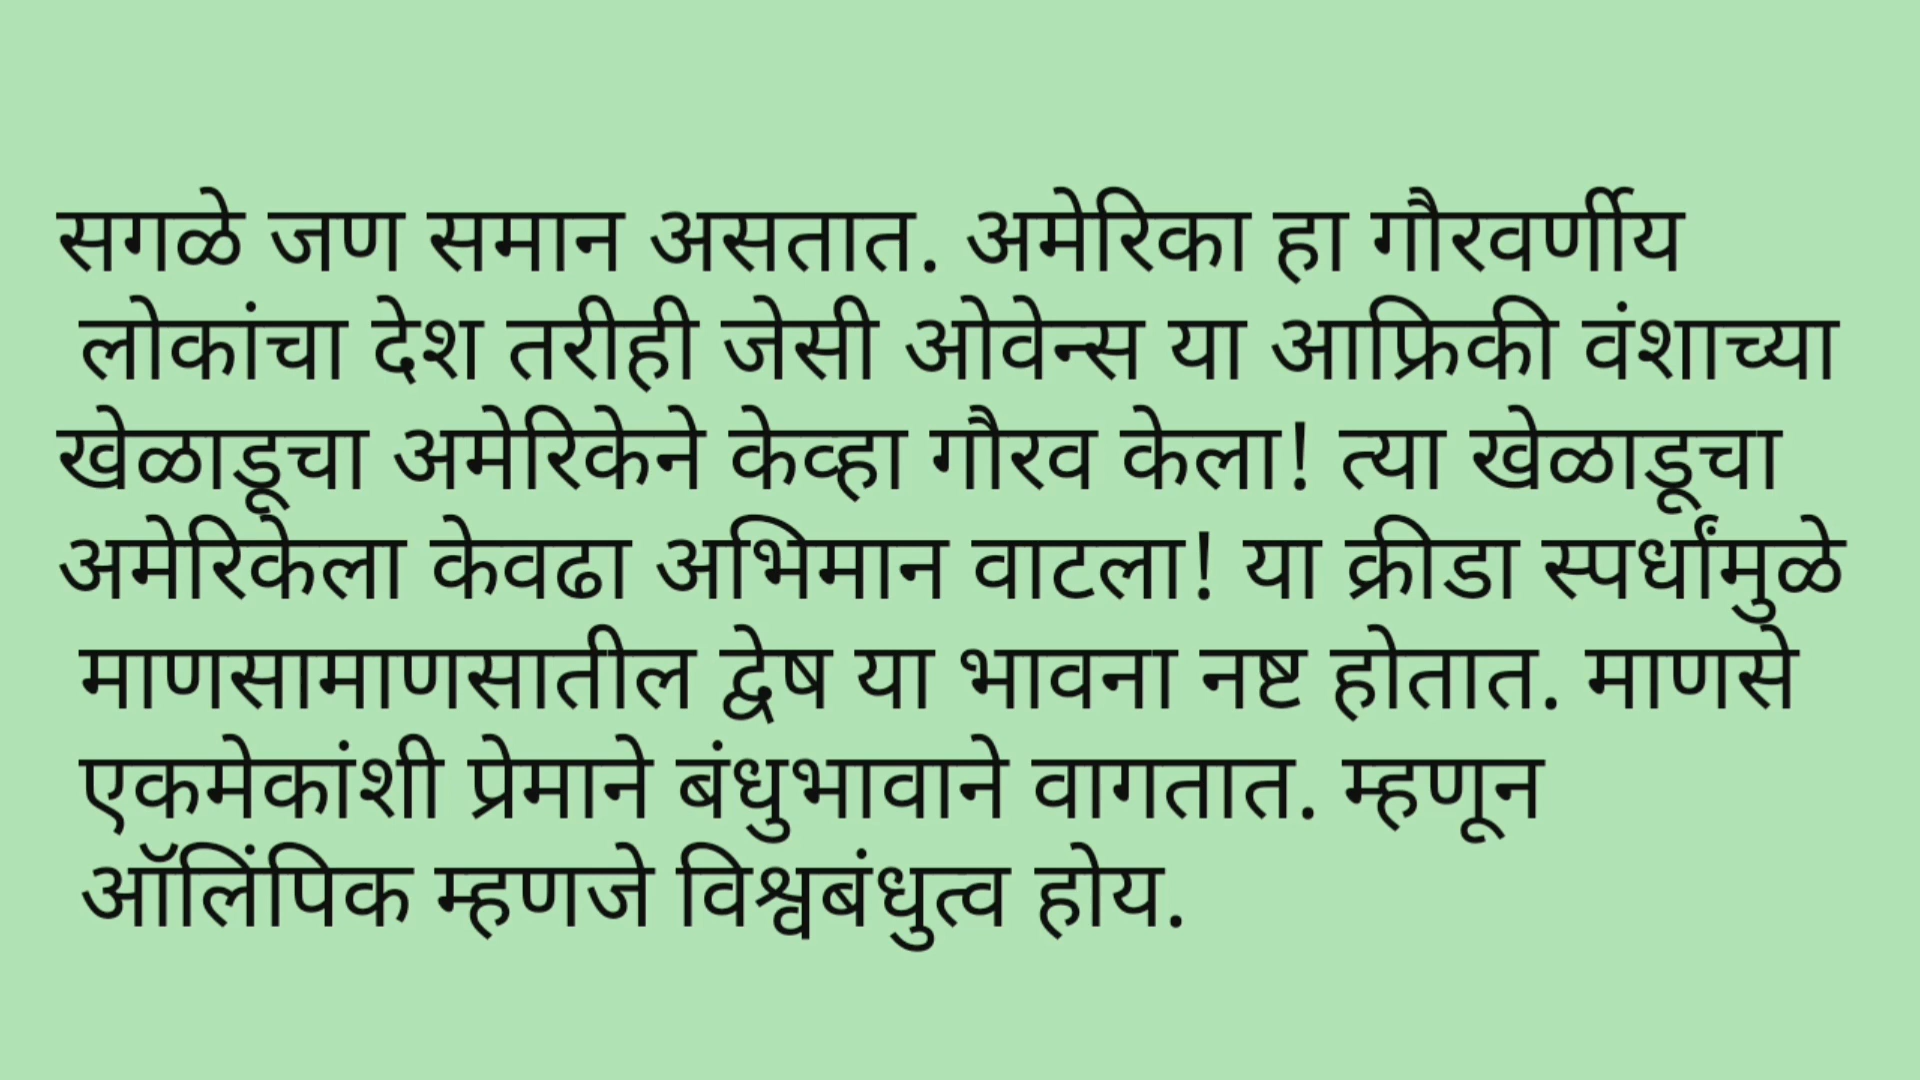 सगळे जण समान असतात. अमेरिका हा गौरवर्णीय
लोकांचा देश तरीही जेसी ओवेन्स या आफ्रिकी वंशाच्या
खेळाडूचा अमेरिकेने केव्हा गौरव केला! त्या खेळाडूचा
अमेरिकेला केवढा अभिमान वाटला! या क्रीडा स्पर्धांमुळे
माणसामाणसातील द्वेष या भावना नष्ट होतात. माणसे
एकमेकांशी प्रेमाने बंधुभावाने वागतात. म्हणून
ऑलिंपिक म्हणजे विश्वबंधुत्व होय.